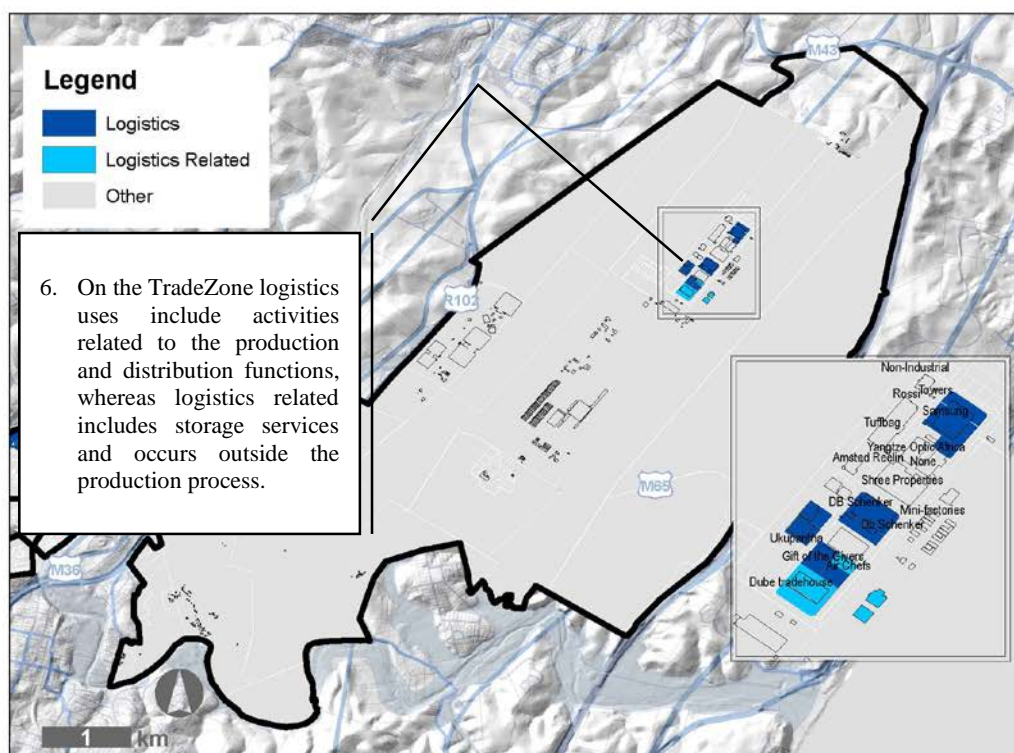 Legend
Logistics
Logistics Related
Other
M43
6. On the TradeZone logistics
uses include activities
related to the production
and distribution functions,
whereas logistics related
includes storage services
and occurs outside the
production process.
R102
M65
M36
Non-Industrial
Towers
Rossi
Samsung
Tuffbag
Yangtze Optic Africa
Amsted Reelin
None
Shree Properties
DB Schenker
Mini-factories
Db Schenker
Ukupantha
Gift of the Givers
Air Chefs
Dube tradehouse
1 km